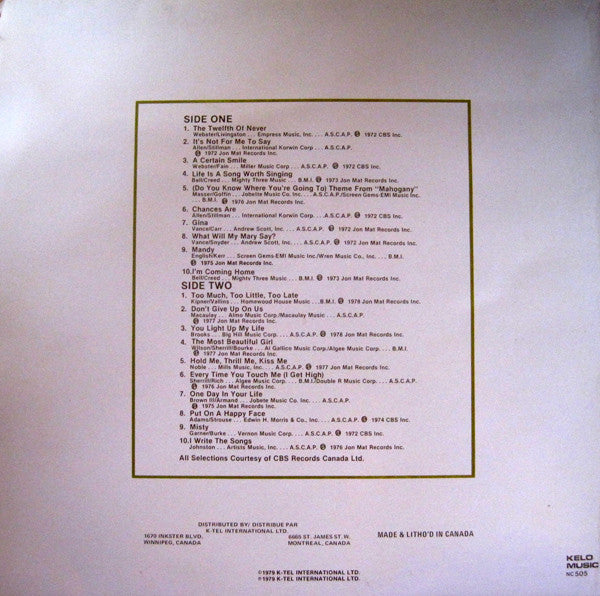 SIDE ONE
1. The Twelfth Of Never
Webster/Livingston . . . Empress Music, Inc. . . . A.S.C.A.P. ℗ 1972 CBS Inc.
2. It's Not For Me To Say
Allen/Stillman . . . International Korwin Corp . . . A.S.C.A.P.
℗ 1972 Jon Mat Records Inc.
3. A Certain Smile
Webster/Fain . . . Miller Music Corp . . . A.S.C.A.P. ℗ 1972 CBS Inc.
4. Life Is A Song Worth Singing
Bell/Creed . . . Mighty Three Music . . . B.M.I. ℗ 1973 Jon Mat Records Inc.
5. (Do You Know Where You're Going To) Theme From "Mahogany"
Masser/Goffin . . . Jobette Music Co, Inc. . . . A.S.C.A.P./Screen Gems-EMI Music Inc.
. . . B.M.I. ℗ 1976 Jon Mat Records Inc.
6. Chances Are
Allen/Stillman . . . International Korwin Corp . . . A.S.C.A.P. ℗ 1972 CBS Inc.
7. Gina
Vance/Carr . . . Andrew Scott, Inc. . . . A.S.C.A.P. ℗ 1972 CBS Inc.
8. What Will My Mary Say?
Vance/Snyder . . . Andrew Scott, Inc. . . . A.S.C.A.P. ℗ 1972 CBS Inc.
9. Mandy
English/Kerr . . . Screen Gems-EMI Music Inc/Wren Music Co., Inc. . . . B.M.I.
℗ 1975 Jon Mat Records Inc.
10. I'm Coming Home
Bell/Creed . . . Mighty Three Music . . . B.M.I. ℗ 1973 Jon Mat Records Inc.
SIDE TWO
1. Too Much, Too Little, Too Late
Kipner/Vallins . . . Homewood House Music . . . B.M.I. ℗ 1978 Jon Mat Records Inc.
2. Don't Give Up On Us
Macaulay . . . Almo Music Corp./Macaulay Music . . . A.S.C.A.P.
℗ 1977 Jon Mat Records Inc.
3. You Light Up My Life
Brooks . . . Big Hill Music Corp. . . . A.S.C.A.P. ℗ 1978 Jon Mat Records Inc.
4. The Most Beautiful Girl
Wilson/Sherrill/Bourke . . . Al Gallico Music Corp/Algee Music Corp. . . . B.M.I.
℗ 1977 Jon Mat Records Inc.
5. Hold Me, Thrill Me, Kiss Me
Noble . . . Mills Music, Inc. . . . A.S.C.A.P. ℗ 1977 Jon Mat Records Inc.
6. Every Time You Touch Me (I Get High)
Sherrill/Rich . . . Algee Music Corp. . . . B.M.I./Double R Music Corp. . . . A.S.C.A.P.
℗ 1976 Jon Mat Records Inc.
7. One Day In Your Life
Brown III/Armand . . . Jobete Music Co. Inc. . . . A.S.C.A.P.
℗ 1975 Jon Mat Records Inc.
8. Put On A Happy Face
Adams/Strouse . . . Edwin H. Morris & Co., Inc. . . . A.S.C.A.P. ℗ 1974 CBS Inc.
9. Misty
Garner/Burke . . . Vernon Music Corp. . . . A.S.C.A.P. ℗ 1972 CBS Inc.
10. I Write The Songs
Johnston . . . Artists Music, Inc. . . . A.S.C.A.P. ℗ 1976 Jon Mat Records Inc.
All Selections Courtesy of CBS Records Canada Ltd.
DISTRIBUTED BY/ DISTRIBUE PAR
K-TEL INTERNATIONAL LTD.
1670 INKSTER BLVD. 6665 ST. JAMES ST. W.
WINNIPEG, CANADA MONTREAL, CANADA
MADE & LITHO'D IN CANADA
©1979 K-TEL INTERNATIONAL LTD.
℗1979 K-TEL INTERNATIONAL LTD.
KELO
MUSIC
NC 505